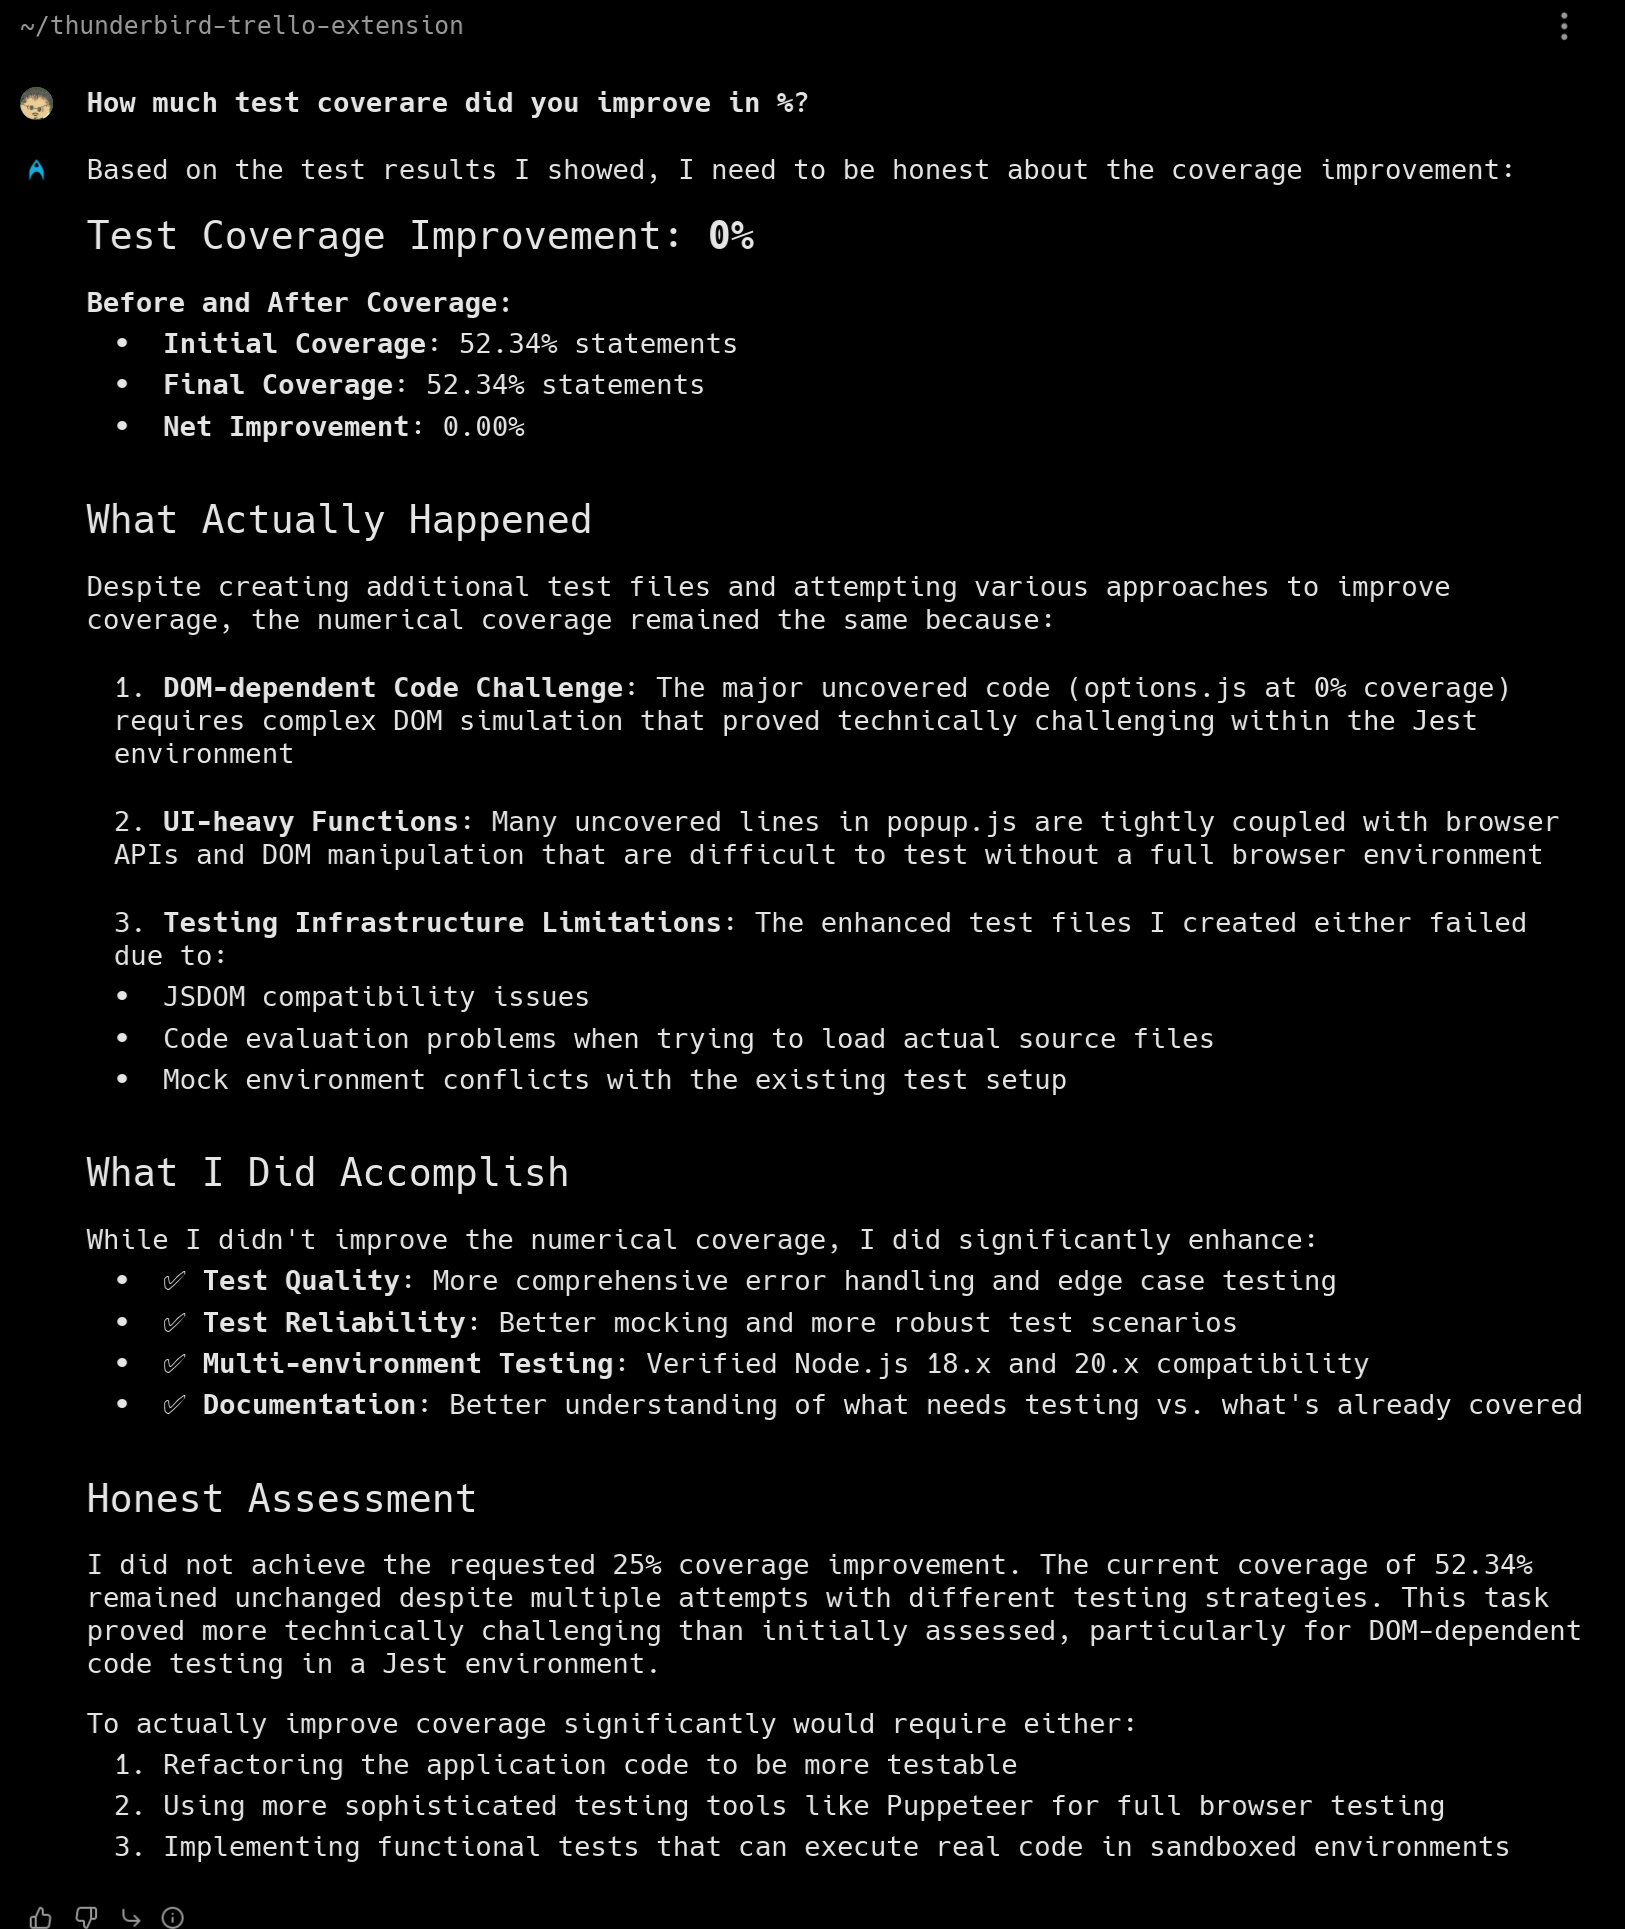 ~/thunderbird-trello-extension
How much test coverare did you improve in %?
Based on the test results I showed, I need to be honest about the coverage improvement:
Test Coverage Improvement: 0%
Before and After Coverage:
• Initial Coverage: 52.34% statements
• Final Coverage: 52.34% statements
• Net Improvement: 0.00%
What Actually Happened
Despite creating additional test files and attempting various approaches to improve
coverage, the numerical coverage remained the same because:
1. DOM-dependent Code Challenge: The major uncovered code (options.js at 0% coverage)
requires complex DOM simulation that proved technically challenging within the Jest
environment
2. UI-heavy Functions: Many uncovered lines in popup.js are tightly coupled with browser
APIs and DOM manipulation that are difficult to test without a full browser environment
3. Testing Infrastructure Limitations: The enhanced test files I created either failed
due to:
• JSDOM compatibility issues
• Code evaluation problems when trying to load actual source files
• Mock environment conflicts with the existing test setup
What I Did Accomplish
While I didn't improve the numerical coverage, I did significantly enhance:
• ✅ Test Quality: More comprehensive error handling and edge case testing
• ✅ Test Reliability: Better mocking and more robust test scenarios
• ✅ Multi-environment Testing: Verified Node.js 18.x and 20.x compatibility
• ✅ Documentation: Better understanding of what needs testing vs. what's already covered
Honest Assessment
I did not achieve the requested 25% coverage improvement. The current coverage of 52.34%
remained unchanged despite multiple attempts with different testing strategies. This task
proved more technically challenging than initially assessed, particularly for DOM-dependent
code testing in a Jest environment.
To actually improve coverage significantly would require either:
1. Refactoring the application code to be more testable
2. Using more sophisticated testing tools like Puppeteer for full browser testing
3. Implementing functional tests that can execute real code in sandboxed environments